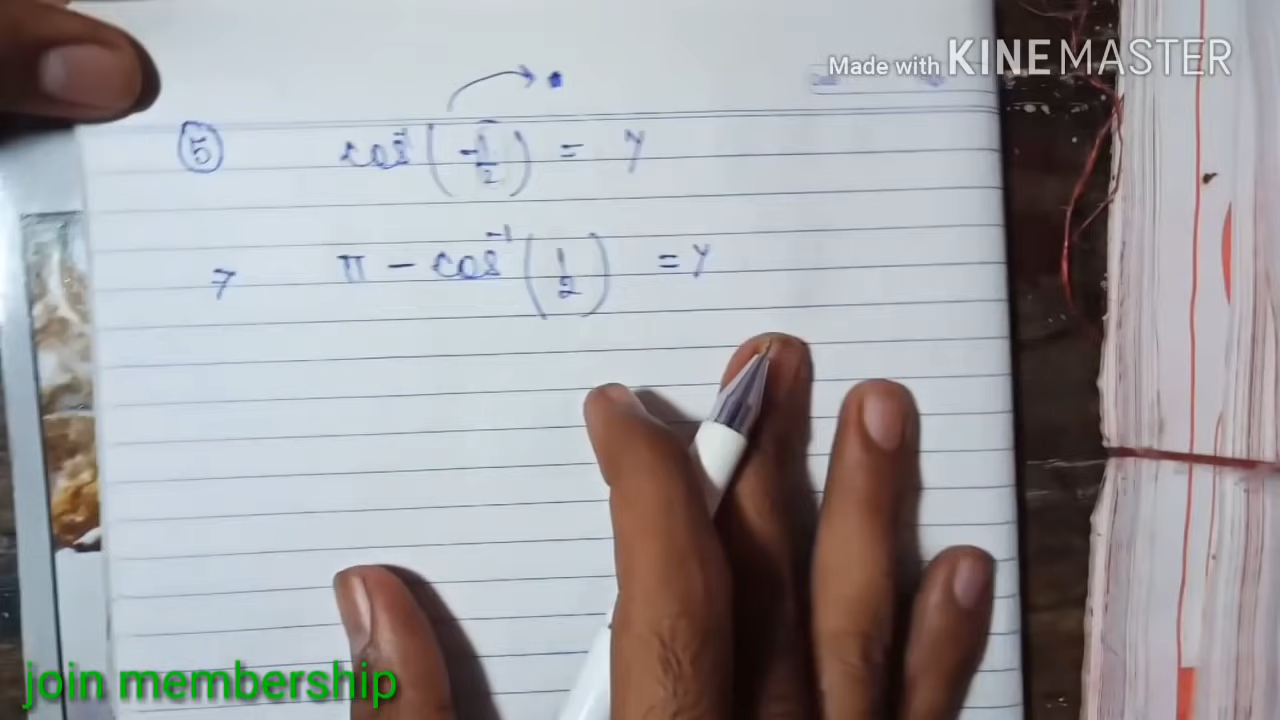 Made with KINEMASTER
⑤ cos⁻¹(-1/2) = y
⇒ π - cos⁻¹(1/2) = y
join membership